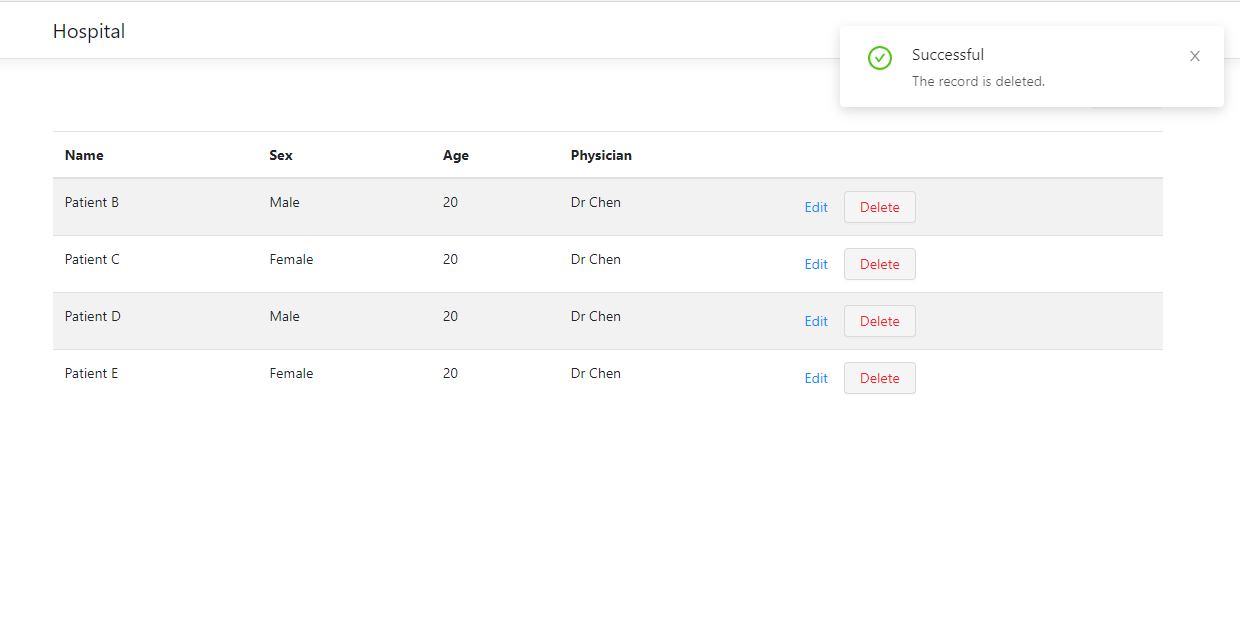 Hospital
Successful
The record is deleted.
Name Sex Age Physician
Patient B Male 20 Dr Chen Edit Delete
Patient C Female 20 Dr Chen Edit Delete
Patient D Male 20 Dr Chen Edit Delete
Patient E Female 20 Dr Chen Edit Delete